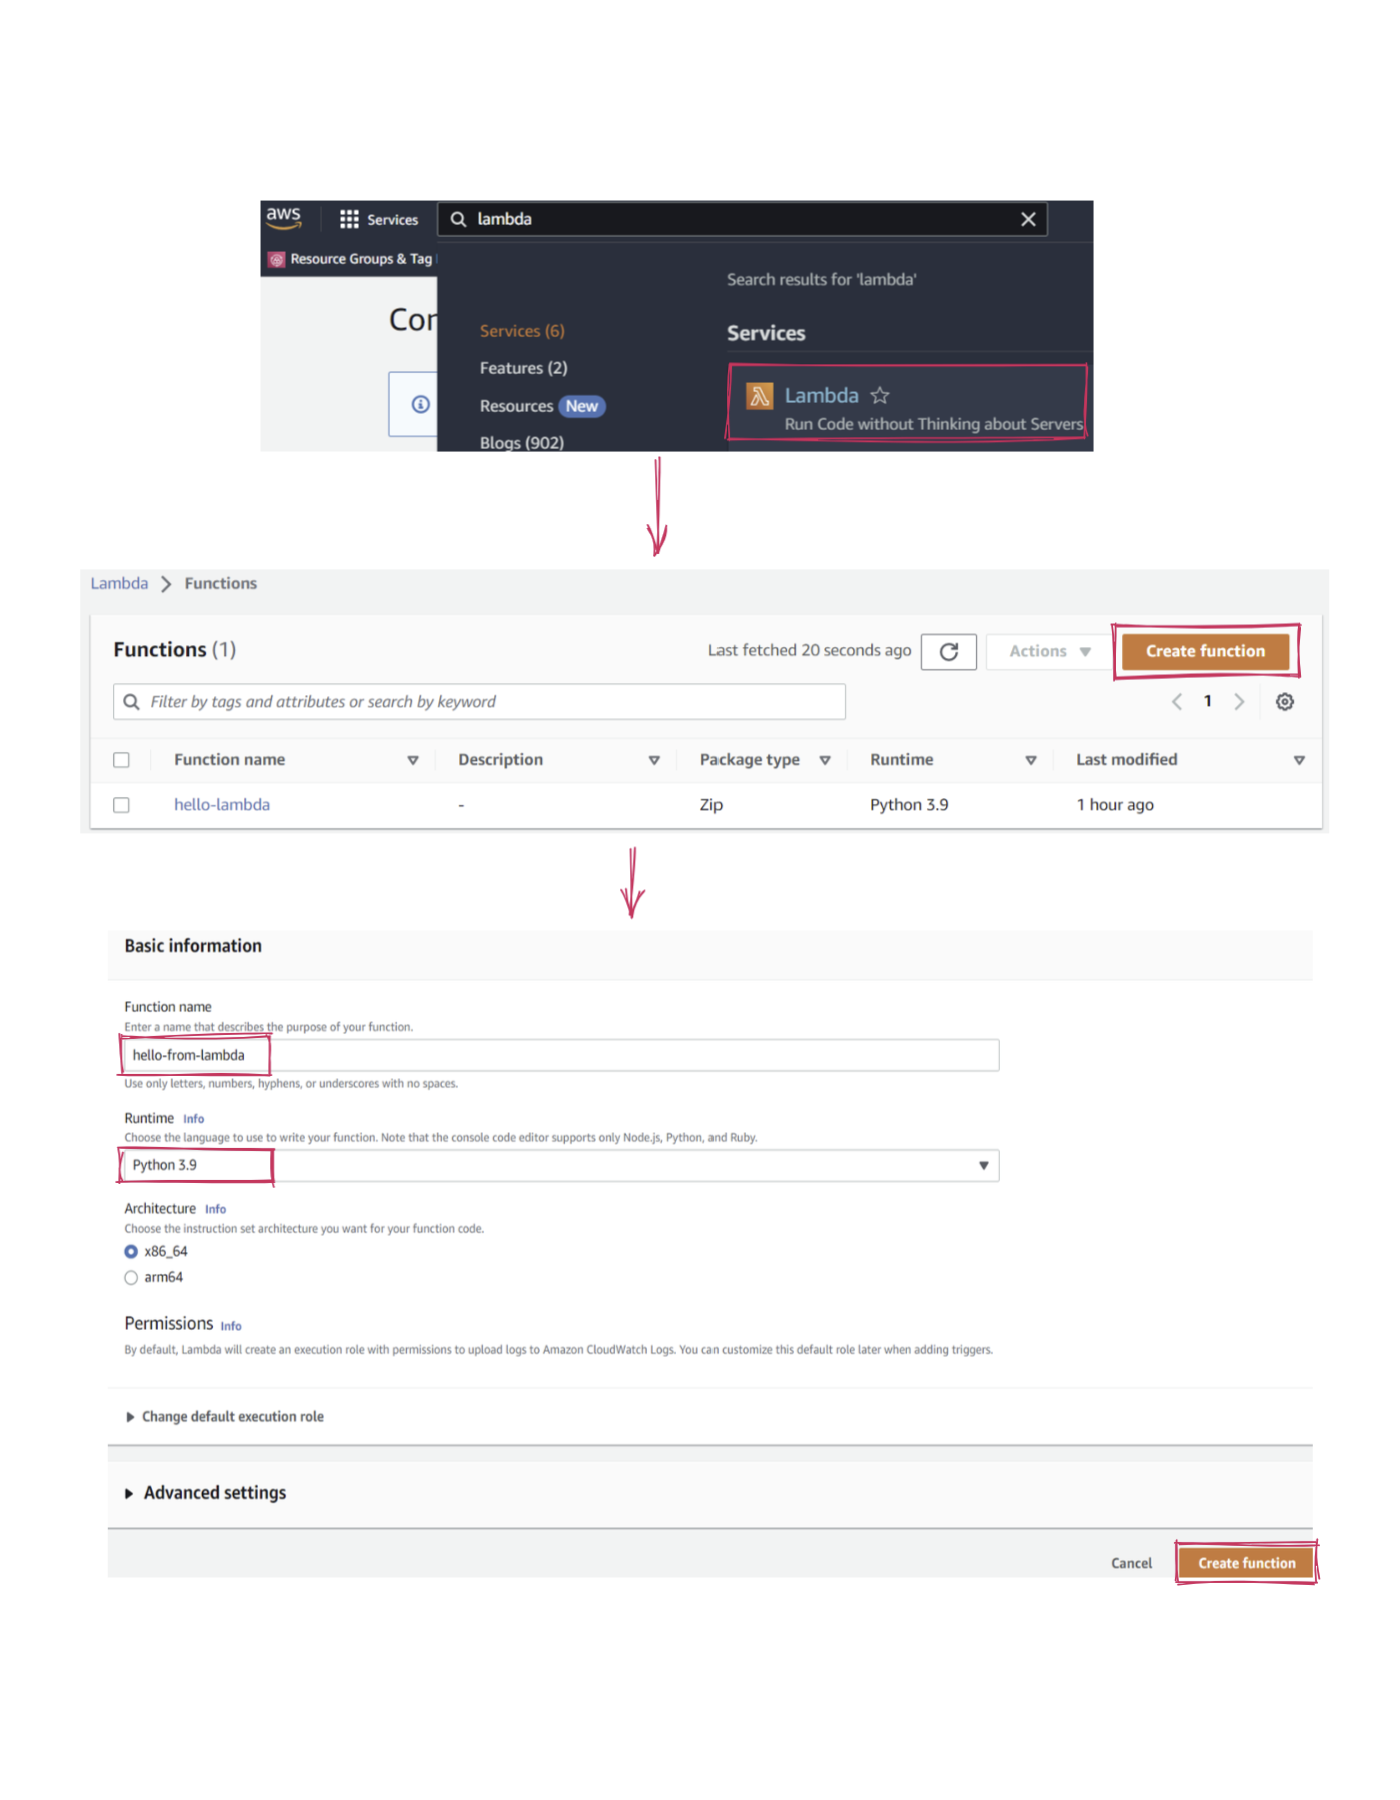 aws Services lambda
Resource Groups & Tag
Search results for 'lambda'
Con
Services (6)
Features (2)
Resources New
Blogs (902)
Services
Lambda
Run Code without Thinking about Servers
Lambda > Functions
Functions (1) Last fetched 20 seconds ago Actions Create function
Filter by tags and attributes or search by keyword 1
Function name Description Package type Runtime Last modified
hello-lambda - Zip Python 3.9 1 hour ago
Basic information
Function name
Enter a name that describes the purpose of your function.
hello-from-lambda
Use only letters, numbers, hyphens, or underscores with no spaces.
Runtime Info
Choose the language to use to write your function. Note that the console code editor supports only Node.js, Python, and Ruby.
Python 3.9
Architecture Info
Choose the instruction set architecture you want for your function code.
x86_64
arm64
Permissions Info
By default, Lambda will create an execution role with permissions to upload logs to Amazon CloudWatch Logs. You can customize this default role later when adding triggers.
Change default execution role
Advanced settings
Cancel Create function